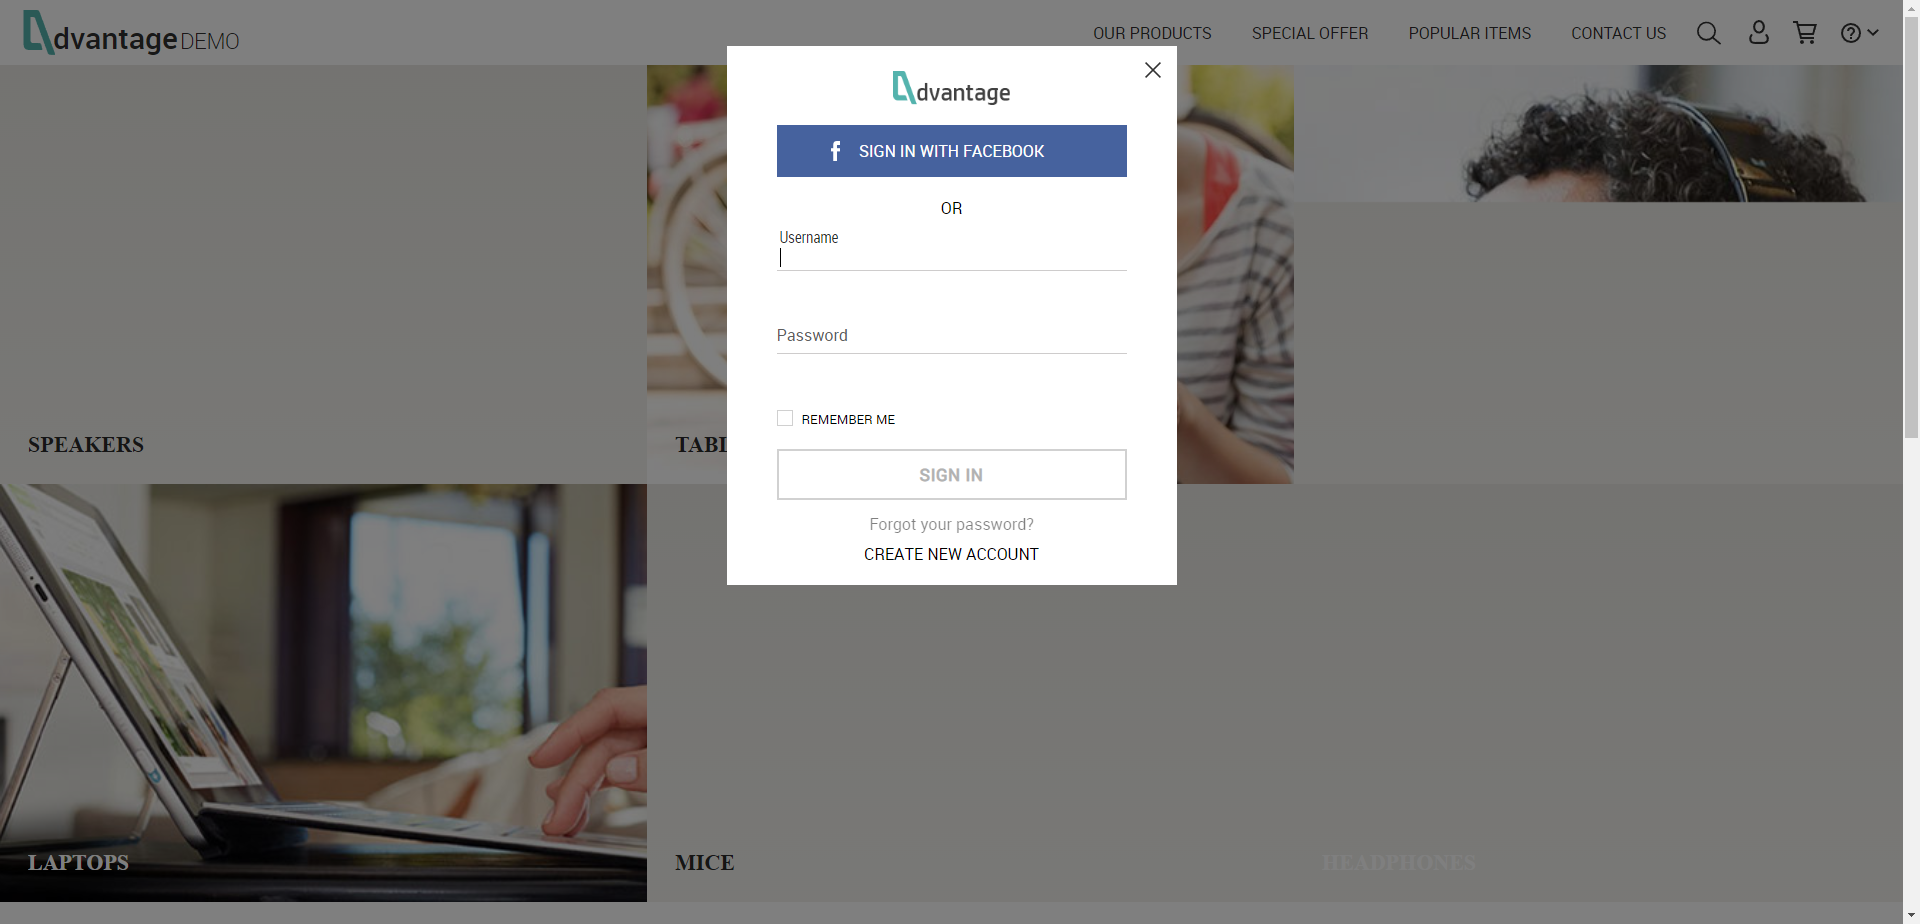 dvantage DEMO
OUR PRODUCTS SPECIAL OFFER POPULAR ITEMS CONTACT US
dvantage
SIGN IN WITH FACEBOOK
OR
Username
Password
REMEMBER ME
SIGN IN
Forgot your password?
CREATE NEW ACCOUNT
SPEAKERS
TABL
LAPTOPS
MICE
HEADPHONES